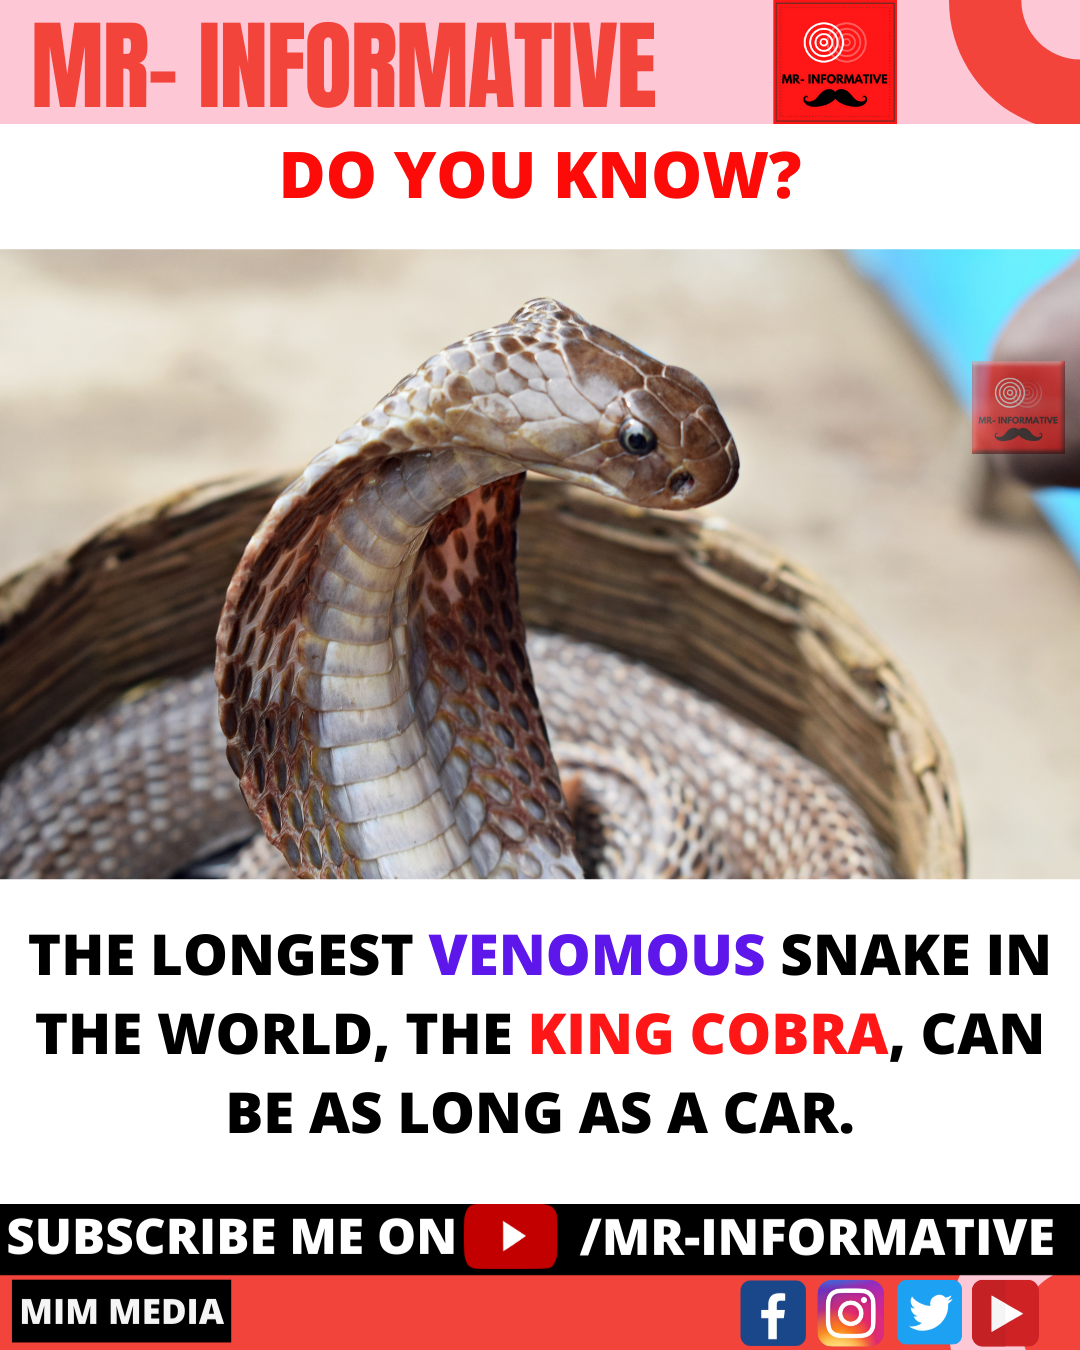 MR- INFORMATIVE
MR- INFORMATIVE
DO YOU KNOW?
MR- INFORMATIVE
THE LONGEST VENOMOUS SNAKE IN
THE WORLD, THE KING COBRA, CAN
BE AS LONG AS A CAR.
SUBSCRIBE ME ON /MR-INFORMATIVE
MIM MEDIA